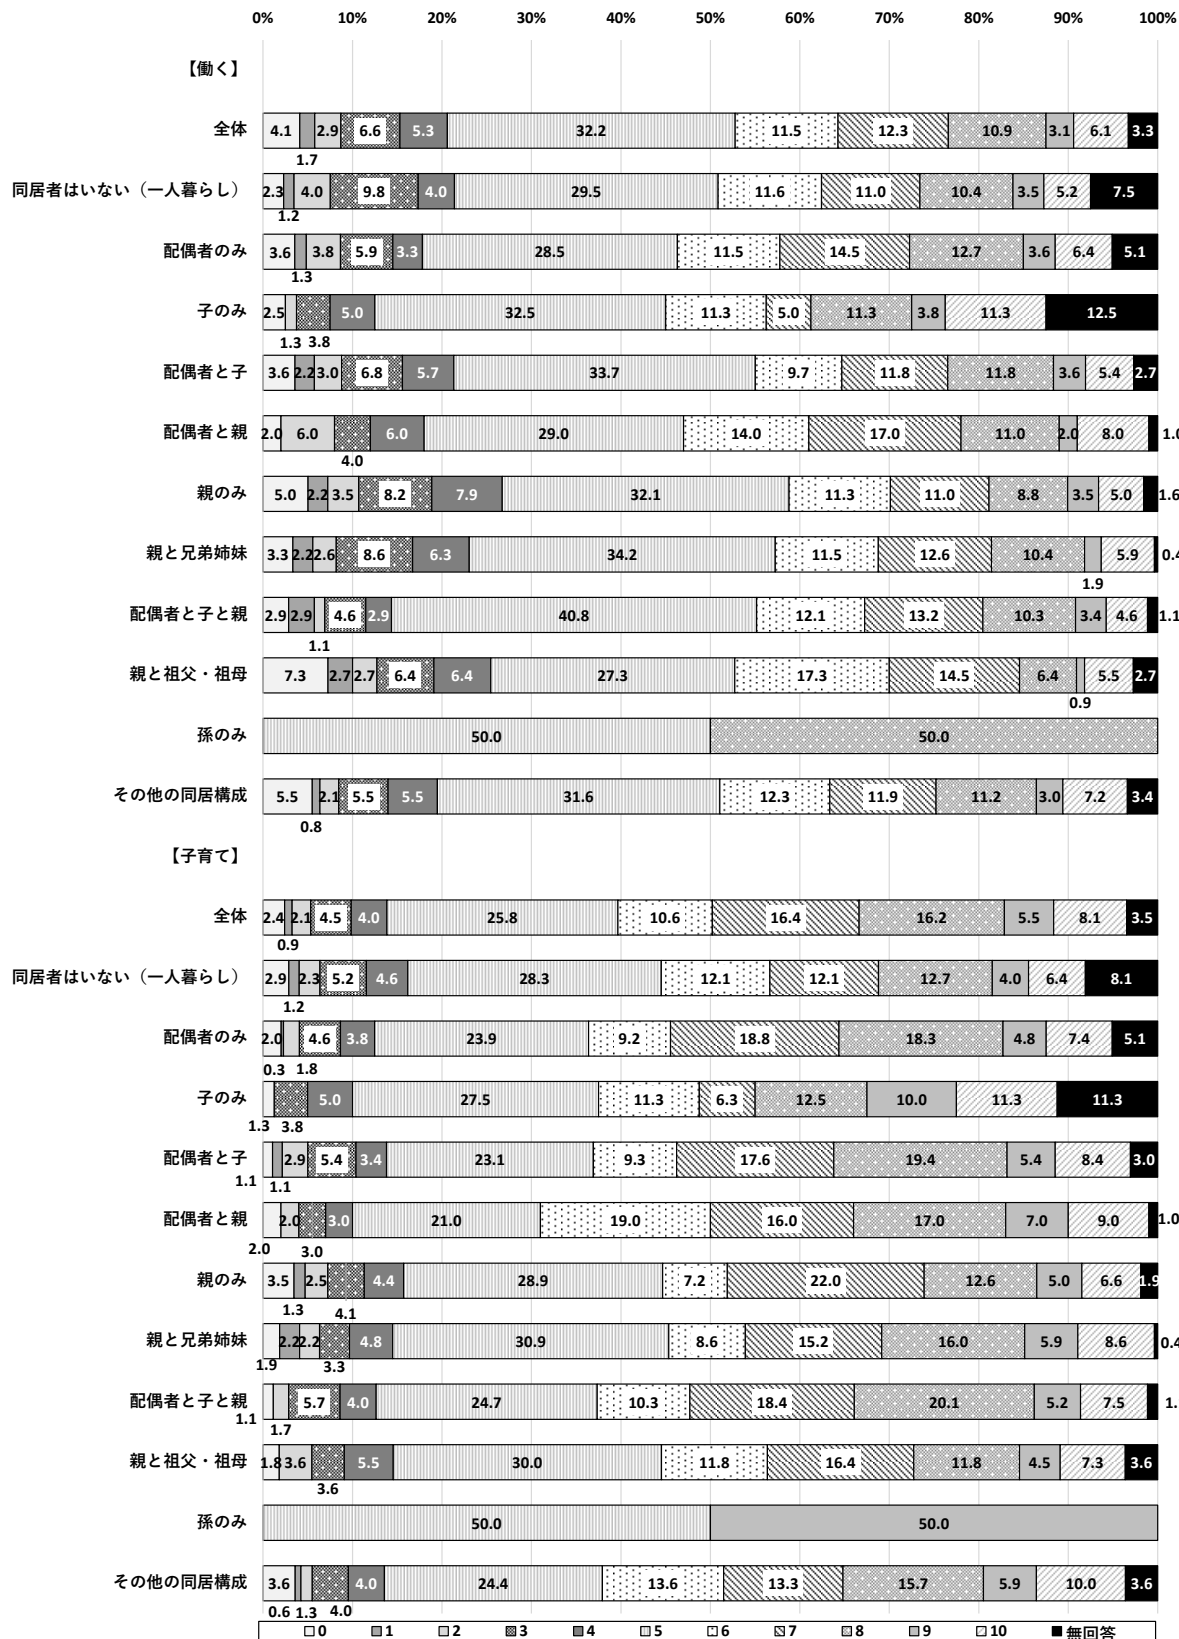 0% 10% 20% 30% 40% 50% 60% 70% 80% 90% 100%
【働く】
全体 4.1 1.7 2.9 6.6 5.3 32.2 11.5 12.3 10.9 3.1 6.1 3.3
同居者はいない（一人暮らし） 2.3 1.2 4.0 9.8 4.0 29.5 11.6 11.0 10.4 3.5 5.2 7.5
配偶者のみ 3.6 1.3 3.8 5.9 3.3 28.5 11.5 14.5 12.7 3.6 6.4 5.1
子のみ 2.5 1.3 3.8 5.0 32.5 11.3 5.0 11.3 3.8 11.3 12.5
配偶者と子 3.6 2.2 3.0 6.8 5.7 33.7 9.7 11.8 11.8 3.6 5.4 2.7
配偶者と親 2.0 6.0 4.0 6.0 29.0 14.0 17.0 11.0 2.0 8.0 1.0
親のみ 5.0 2.2 3.5 8.2 7.9 32.1 11.3 11.0 8.8 3.5 5.0 1.6
親と兄弟姉妹 3.3 2.2 2.6 8.6 6.3 34.2 11.5 12.6 10.4 1.9 5.9 0.4
配偶者と子と親 2.9 2.9 1.1 4.6 2.9 40.8 12.1 13.2 10.3 3.4 4.6 1.1
親と祖父・祖母 7.3 2.7 2.7 6.4 6.4 27.3 17.3 14.5 6.4 0.9 5.5 2.7
孫のみ 50.0 50.0
その他の同居構成 5.5 0.8 2.1 5.5 5.5 31.6 12.3 11.9 11.2 3.0 7.2 3.4
【子育て】
全体 2.4 0.9 2.1 4.5 4.0 25.8 10.6 16.4 16.2 5.5 8.1 3.5
同居者はいない（一人暮らし） 2.9 1.2 2.3 5.2 4.6 28.3 12.1 12.1 12.7 4.0 6.4 8.1
配偶者のみ 2.0 0.3 1.8 4.6 3.8 23.9 9.2 18.8 18.3 4.8 7.4 5.1
子のみ 1.3 3.8 5.0 27.5 11.3 6.3 12.5 10.0 11.3 11.3
配偶者と子 1.1 1.1 2.9 5.4 3.4 23.1 9.3 17.6 19.4 5.4 8.4 3.0
配偶者と親 2.0 2.0 3.0 3.0 21.0 19.0 16.0 17.0 7.0 9.0 1.0
親のみ 3.5 1.3 2.5 4.1 4.4 28.9 7.2 22.0 12.6 5.0 6.6 1.9
親と兄弟姉妹 1.9 2.2 2.2 3.3 4.8 30.9 8.6 15.2 16.0 5.9 8.6 0.4
配偶者と子と親 1.1 1.7 5.7 4.0 24.7 10.3 18.4 20.1 5.2 7.5 1.
親と祖父・祖母 1.8 3.6 3.6 5.5 30.0 11.8 16.4 11.8 4.5 7.3 3.6
孫のみ 50.0 50.0
その他の同居構成 3.6 0.6 1.3 4.0 4.0 24.4 13.6 13.3 15.7 5.9 10.0 3.6
0 1 2 3 4 5 6 7 8 9 10 無回答